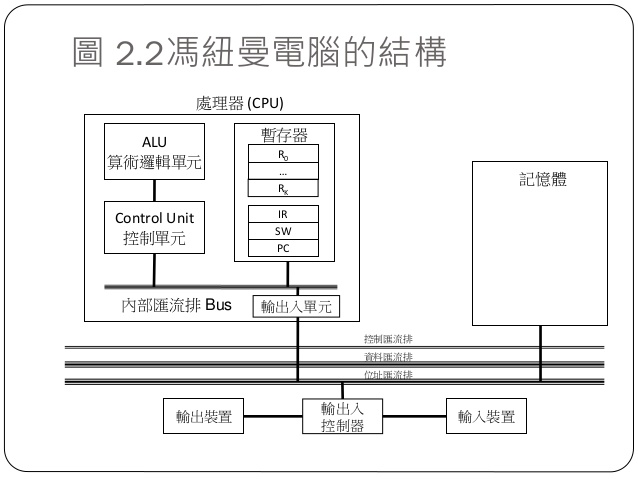 圖 2.2馮紐曼電腦的結構
處理器 (CPU)
ALU
算術邏輯單元
Control Unit
控制單元
暫存器
R0
...
RK
IR
SW
PC
內部匯流排 Bus
輸出入單元
記憶體
控制匯流排
資料匯流排
位址匯流排
輸出裝置
輸出入
控制器
輸入裝置